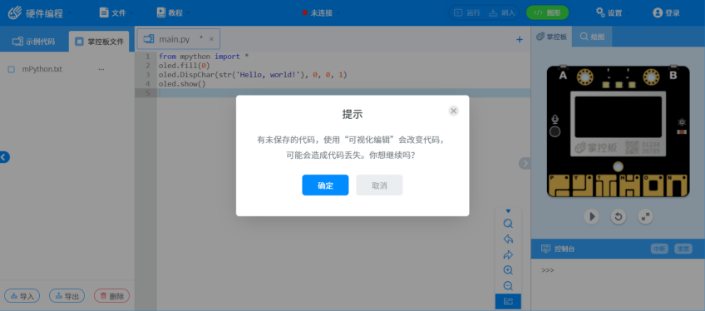 硬件编程
文件
教程
未连接
运行
刷入
图形
设置
登录
示例代码
掌控板文件
main.py * ×
+
掌控板
绘图
mPython.txt ...
1 from mpython import *
2 oled.fill(0)
3 oled.DispChar(str('Hello, world!'), 0, 0, 1)
4 oled.show()
5
提示
有未保存的代码，使用“可视化编辑”会改变代码，
可能会造成代码丢失。你想继续吗？
确定
取消
A
B
掌控板
PYTHON
控制台
>>>
导入
导出
删除